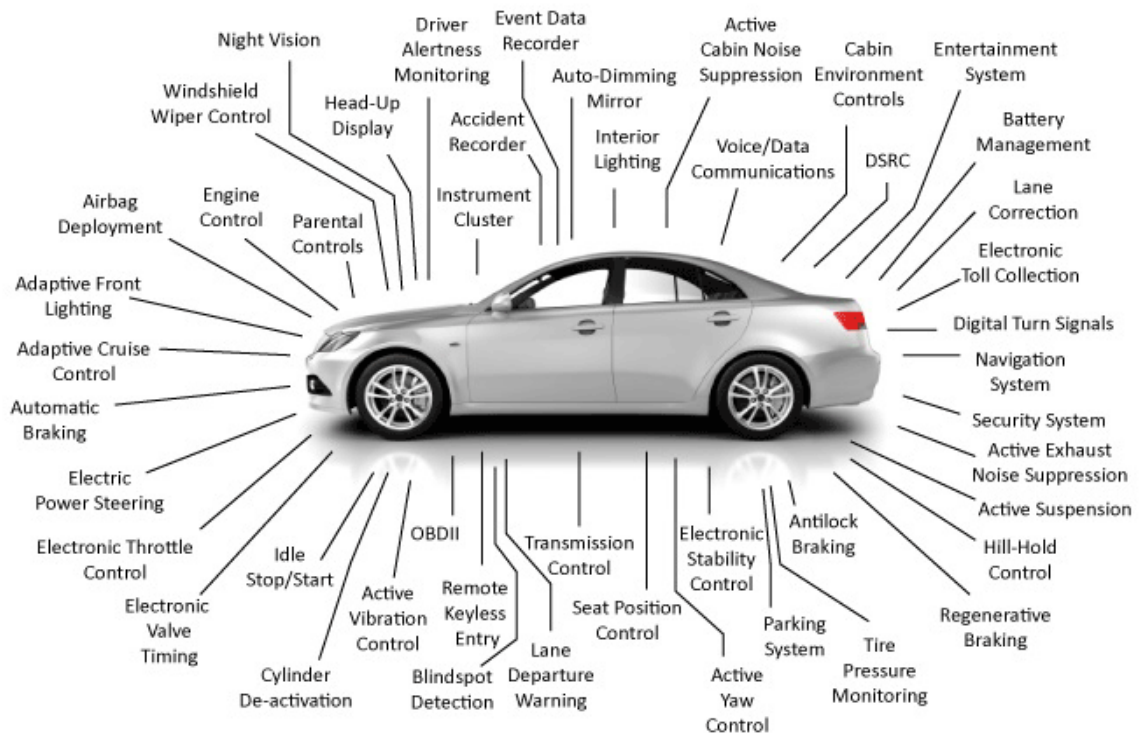 Night Vision
Driver
Alertness
Monitoring
Event Data
Recorder
Active
Cabin Noise
Suppression
Cabin
Environment
Controls
Entertainment
System
Windshield
Wiper Control
Head-Up
Display
Accident
Recorder
Auto-Dimming
Mirror
Interior
Lighting
Voice/Data
Communications
DSRC
Battery
Management
Airbag
Deployment
Engine
Control
Parental
Controls
Instrument
Cluster
Lane
Correction
Electronic
Toll Collection
Adaptive Front
Lighting
Digital Turn Signals
Adaptive Cruise
Control
Navigation
System
Automatic
Braking
Security System
Electric
Power Steering
Active Exhaust
Noise Suppression
Active Suspension
Electronic Throttle
Control
Idle
Stop/Start
OBDII
Transmission
Control
Electronic
Stability
Control
Antilock
Braking
Hill-Hold
Control
Electronic
Valve
Timing
Active
Vibration
Control
Remote
Keyless
Entry
Seat Position
Control
Parking
System
Regenerative
Braking
Cylinder
De-activation
Blindspot
Detection
Lane
Departure
Warning
Active
Yaw
Control
Tire
Pressure
Monitoring